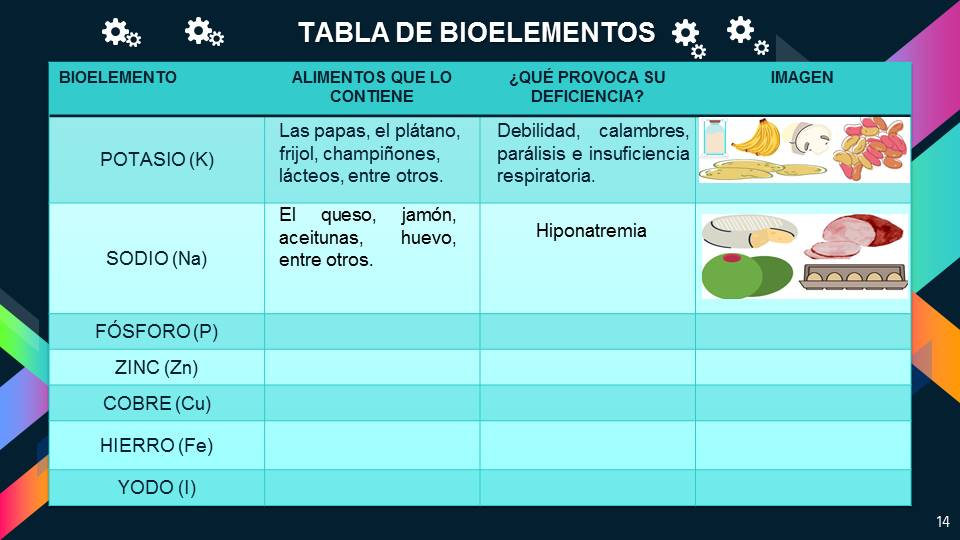 TABLA DE BIOELEMENTOS
BIOELEMENTO
ALIMENTOS QUE LO
CONTIENE
¿QUÉ PROVOCA SU
DEFICIENCIA?
IMAGEN
POTASIO (K)
Las papas, el plátano,
frijol, champiñones,
lácteos, entre otros.
Debilidad, calambres,
parálisis e insuficiencia
respiratoria.
SODIO (Na)
El queso, jamón,
aceitunas, huevo,
entre otros.
Hiponatremia
FÓSFORO (P)
ZINC (Zn)
COBRE (Cu)
HIERRO (Fe)
YODO (I)
14